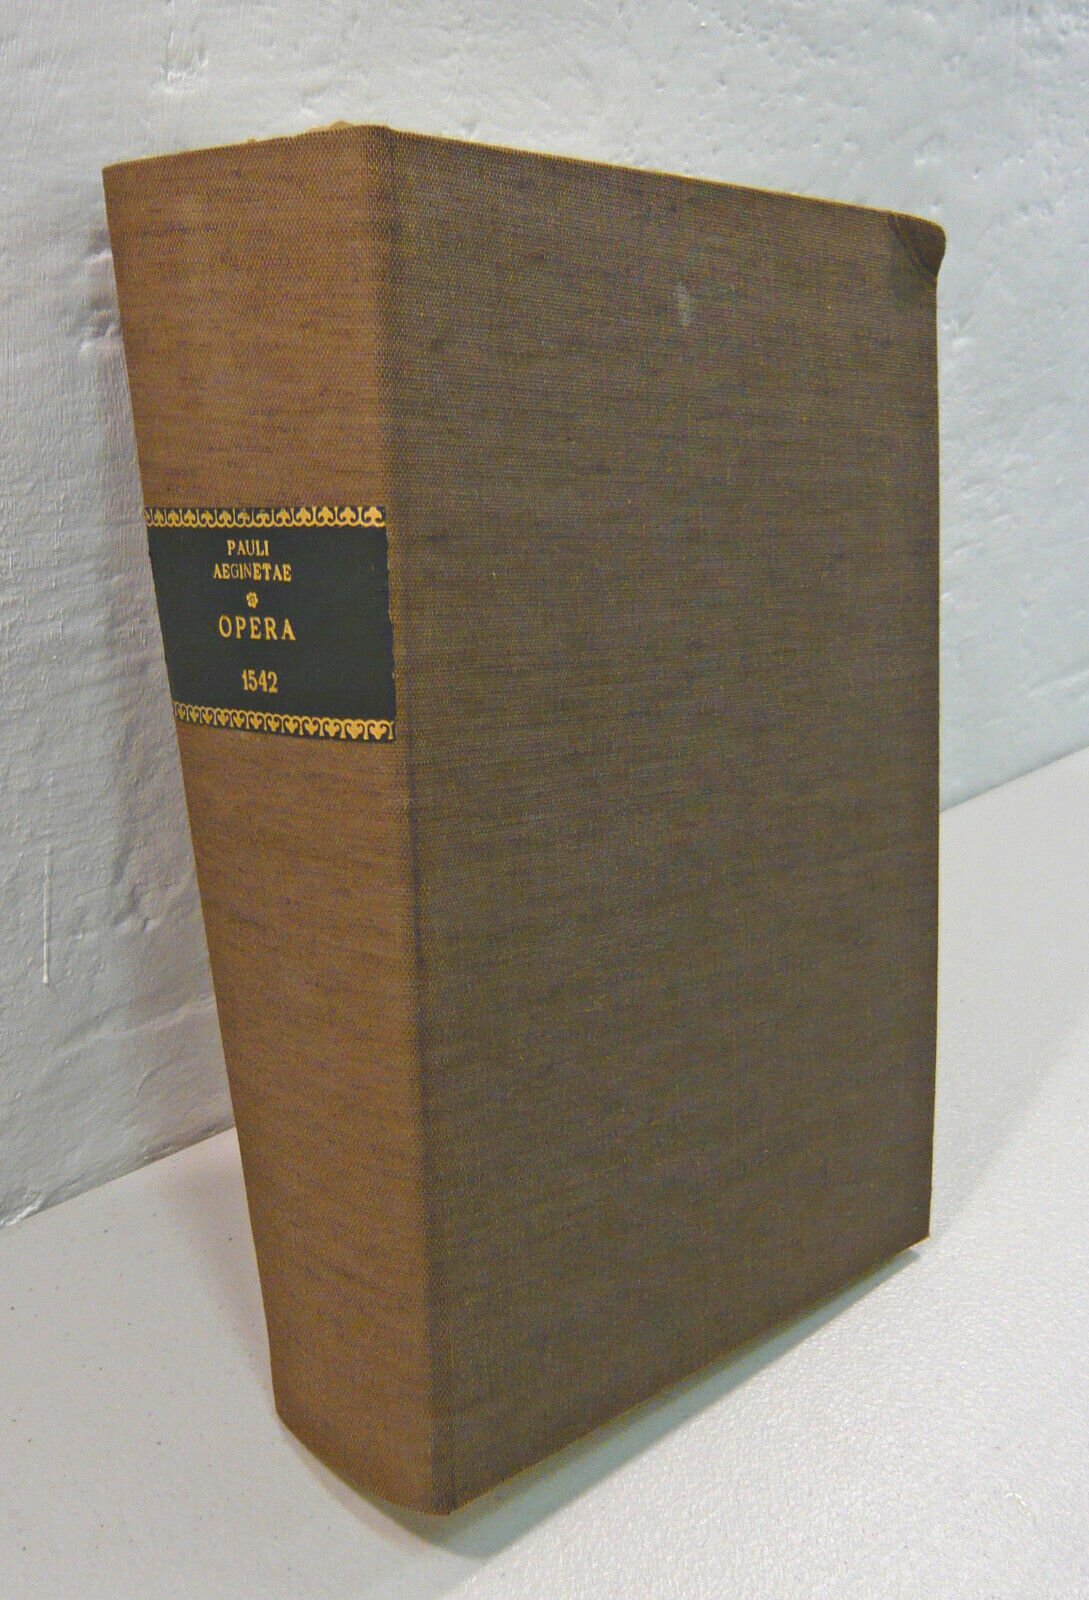 PAULI
AEGINETAE
OPERA
1542